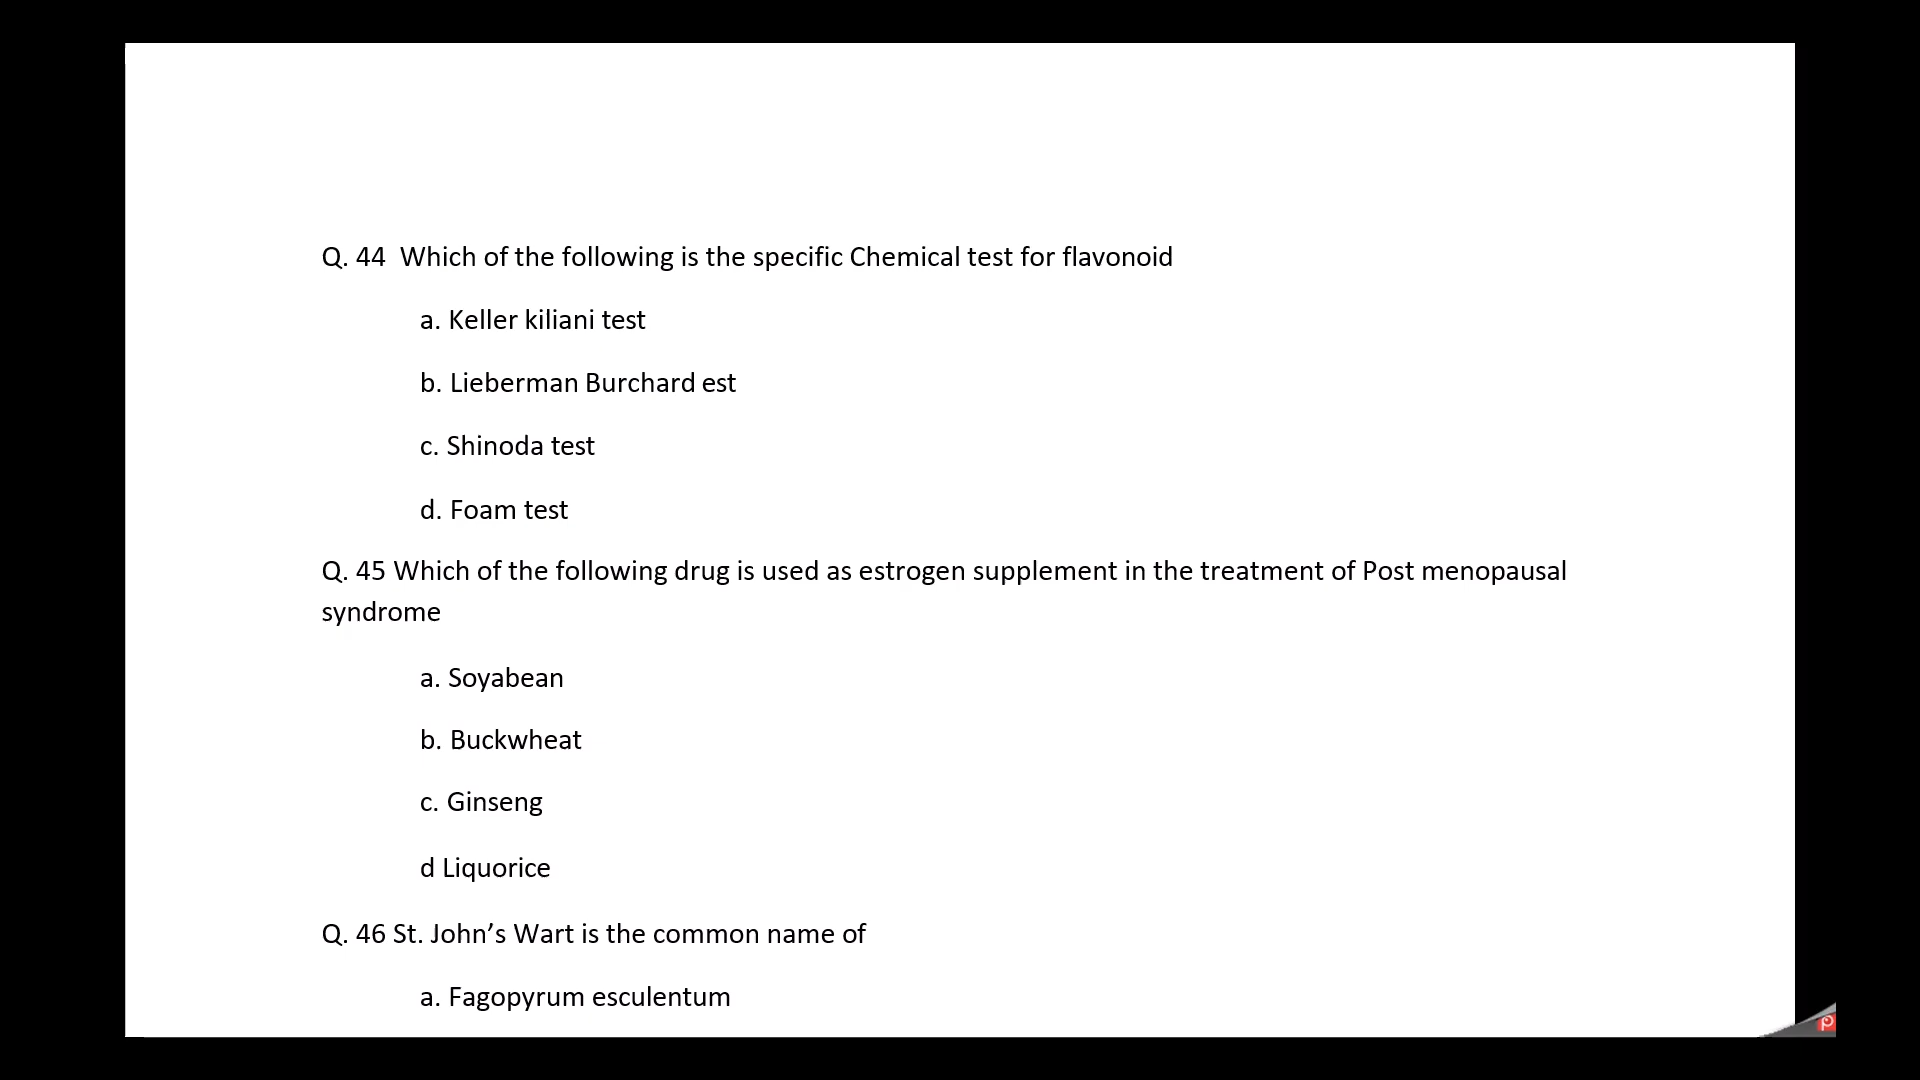 Q. 44  Which of the following is the specific Chemical test for flavonoid
a. Keller kiliani test
b. Lieberman Burchard est
c. Shinoda test
d. Foam test
Q. 45 Which of the following drug is used as estrogen supplement in the treatment of Post menopausal
syndrome
a. Soyabean
b. Buckwheat
c. Ginseng
d Liquorice
Q. 46 St. John’s Wart is the common name of
a. Fagopyrum esculentum